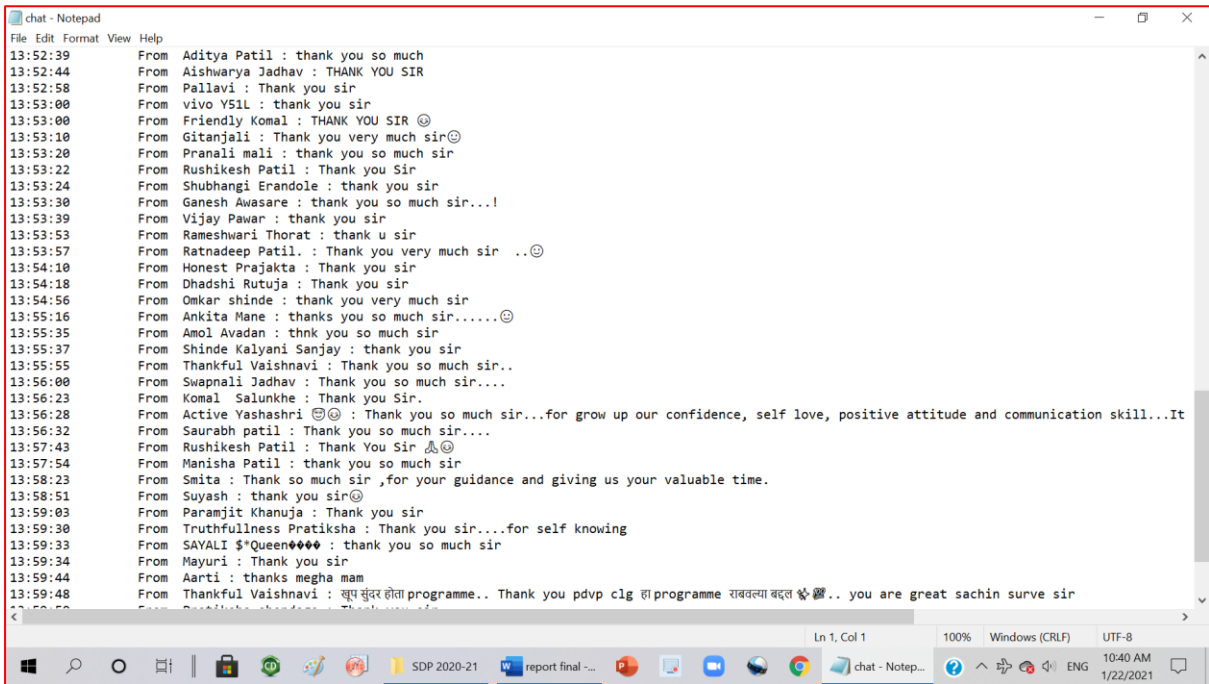 chat - Notepad
File Edit Format View Help
13:52:39 From Aditya Patil : thank you so much
13:52:44 From Aishwarya Jadhav : THANK YOU SIR
13:52:58 From Pallavi : Thank you sir
13:53:00 From vivo Y51L : thank you sir
13:53:00 From Friendly Komal : THANK YOU SIR
13:53:10 From Gitanjali : Thank you very much sir
13:53:20 From Pranali mali : thank you so much sir
13:53:22 From Rushikesh Patil : Thank You Sir
13:53:24 From Shubhangi Erandole : thank you sir
13:53:30 From Ganesh Awasare : thank you so much sir...!
13:53:39 From Vijay Pawar : thank you sir
13:53:53 From Rameshwari Thorat : thank u sir
13:53:57 From Ratnadeep Patil. : Thank you very much sir ..
13:54:10 From Honest Prajakta : Thank you sir
13:54:18 From Dhadshi Rutuja : Thank you sir
13:54:56 From Omkar shinde : thank you very much sir
13:55:16 From Ankita Mane : thanks you so much sir......
13:55:35 From Amol Avadan : thnk you so much sir
13:55:37 From Shinde Kalyani Sanjay : thank you sir
13:55:55 From Thankful Vaishnavi : Thank you so much sir..
13:56:00 From Swapnali Jadhav : Thank you so much sir....
13:56:23 From Komal Salunkhe : Thank you Sir.
13:56:28 From Active Yashashri : Thank you so much sir...for grow up our confidence, self love, positive attitude and communication skill...It
13:56:32 From Saurabh patil : Thank you so much sir....
13:57:43 From Rushikesh Patil : Thank You Sir
13:57:54 From Manisha Patil : thank you so much sir
13:58:23 From Smita : Thank so much sir ,for your guidance and giving us your valuable time.
13:58:51 From Suyash : thank you sir
13:59:03 From Paramjit Khanuja : Thank you sir
13:59:30 From Truthfullness Pratiksha : Thank you sir....for self knowing
13:59:33 From SAYALI $*Queen���� : thank you so much sir
13:59:34 From Mayuri : Thank you sir
13:59:44 From Aarti : thanks megha mam
13:59:48 From Thankful Vaishnavi : खूप सुंदर होता programme.. Thank you pdvp clg हा programme राबवल्या बद्दल .. you are great sachin surve sir
Ln 1, Col 1 100% Windows (CRLF) UTF-8
SDP 2020-21 report final -... chat - Notep... ENG 10:40 AM
1/22/2021